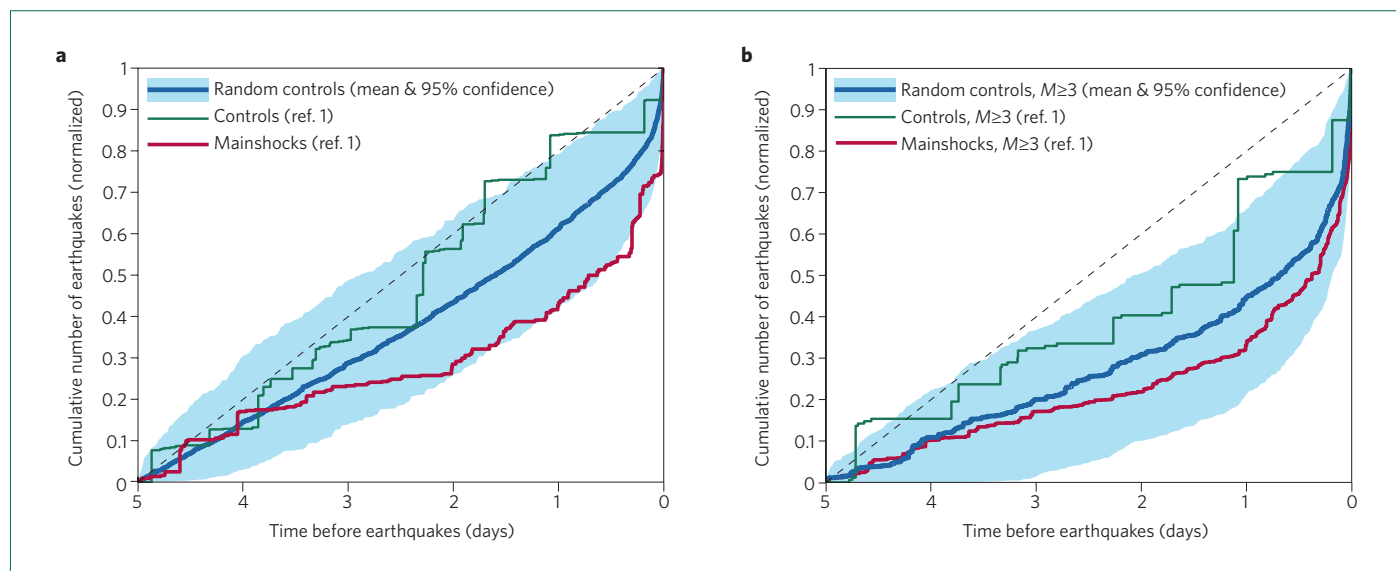 a
1
0.9
0.8
0.7
0.6
0.5
0.4
0.3
0.2
0.1
0
Cumulative number of earthquakes (normalized)
Random controls (mean & 95% confidence)
Controls (ref. 1)
Mainshocks (ref. 1)
5 4 3 2 1 0
Time before earthquakes (days)
b
1
0.9
0.8
0.7
0.6
0.5
0.4
0.3
0.2
0.1
0
Cumulative number of earthquakes (normalized)
Random controls, M≥3 (mean & 95% confidence)
Controls, M≥3 (ref. 1)
Mainshocks, M≥3 (ref. 1)
5 4 3 2 1 0
Time before earthquakes (days)